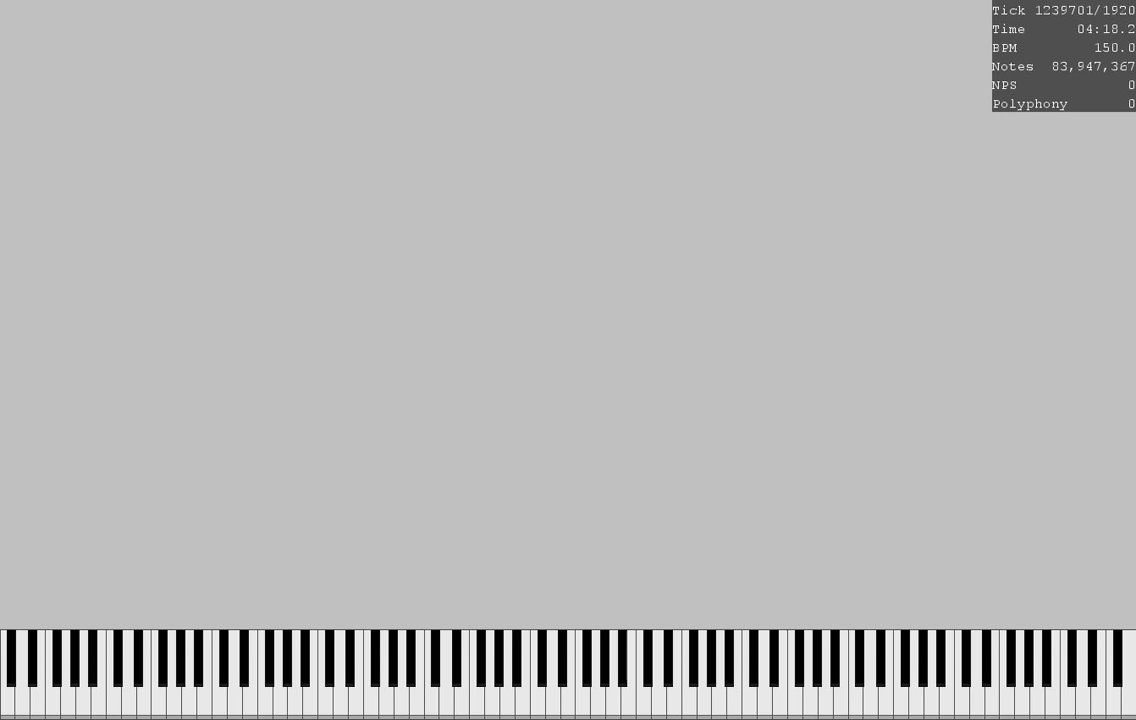 Tick 1239701/1920
Time 04:18.2
BPM 150.0
Notes 83,947,367
NPS 0
Polyphony 0